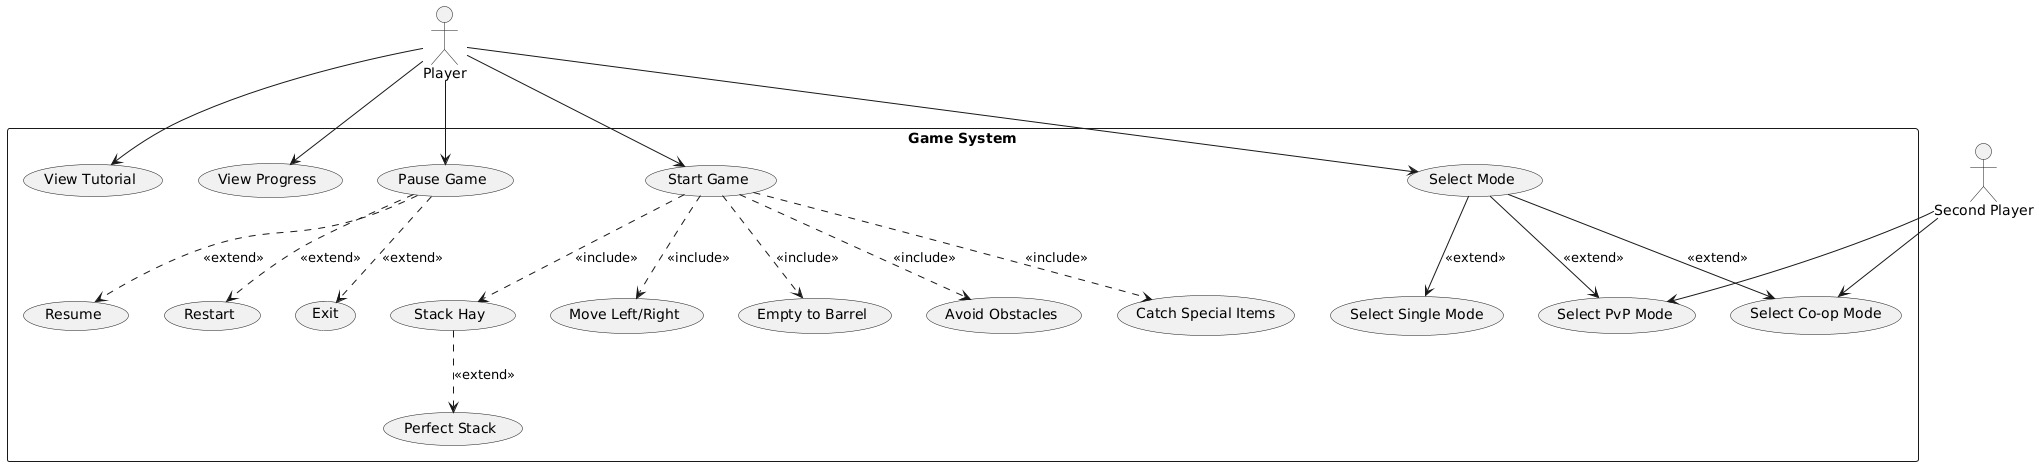 Player
Game System
View Tutorial
View Progress
Pause Game
Start Game
Select Mode
Second Player
«extend»
«extend»
«extend»
«include»
«include»
«include»
«include»
«include»
«extend»
«extend»
«extend»
Resume
Restart
Exit
Stack Hay
Move Left/Right
Empty to Barrel
Avoid Obstacles
Catch Special Items
Select Single Mode
Select PvP Mode
Select Co-op Mode
«extend»
Perfect Stack